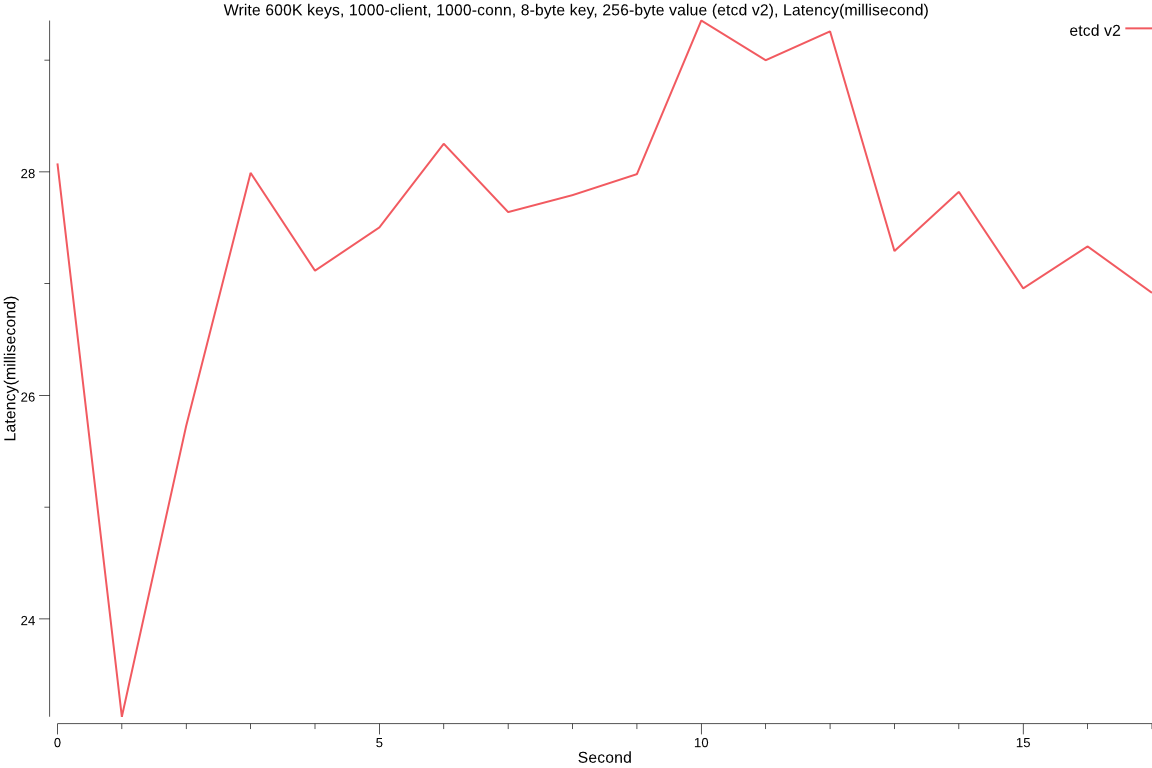 Write 600K keys, 1000-client, 1000-conn, 8-byte key, 256-byte value (etcd v2), Latency(millisecond)
etcd v2
28
26
24
Latency(millisecond)
0
5
10
15
Second